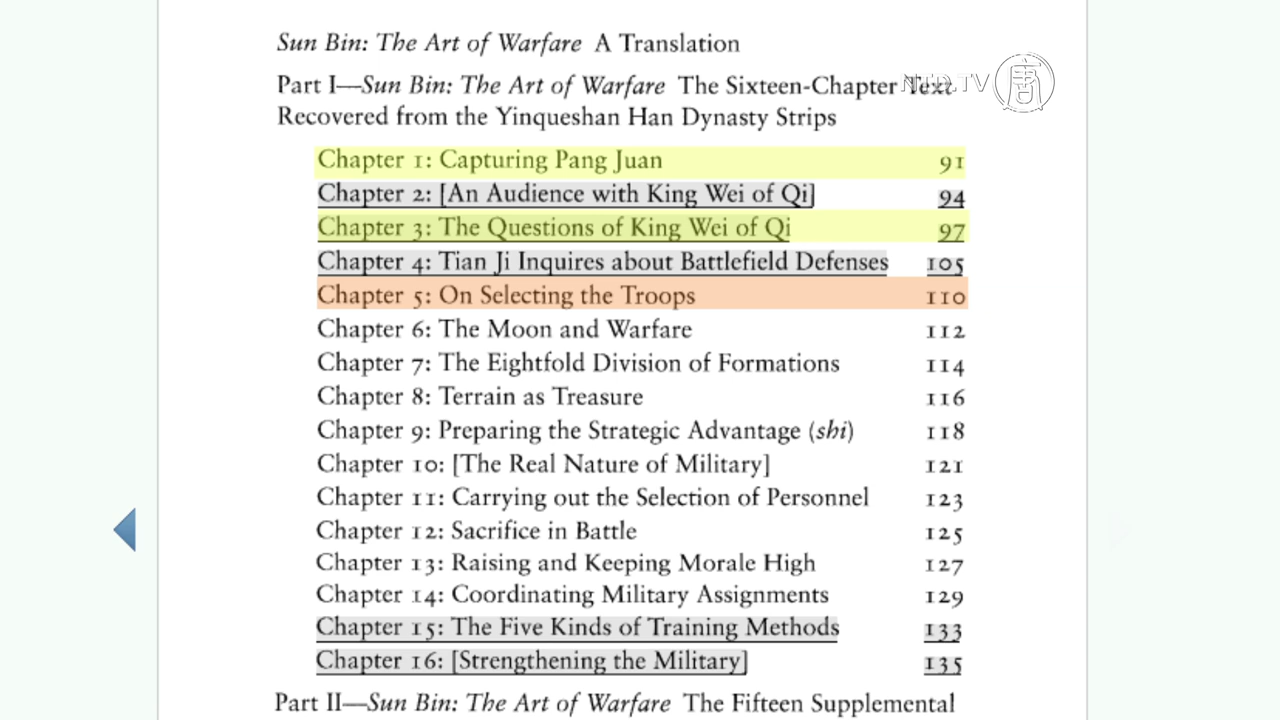 Sun Bin: The Art of Warfare A Translation
Part I—Sun Bin: The Art of Warfare The Sixteen-Chapter Text
NTD.TV
唐
Recovered from the Yinqueshan Han Dynasty Strips
Chapter 1: Capturing Pang Juan 91
Chapter 2: [An Audience with King Wei of Qi] 94
Chapter 3: The Questions of King Wei of Qi 97
Chapter 4: Tian Ji Inquires about Battlefield Defenses 105
Chapter 5: On Selecting the Troops 110
Chapter 6: The Moon and Warfare 112
Chapter 7: The Eightfold Division of Formations 114
Chapter 8: Terrain as Treasure 116
Chapter 9: Preparing the Strategic Advantage (shi) 118
Chapter 10: [The Real Nature of Military] 121
Chapter 11: Carrying out the Selection of Personnel 123
Chapter 12: Sacrifice in Battle 125
Chapter 13: Raising and Keeping Morale High 127
Chapter 14: Coordinating Military Assignments 129
Chapter 15: The Five Kinds of Training Methods 133
Chapter 16: [Strengthening the Military] 135
Part II—Sun Bin: The Art of Warfare The Fifteen Supplemental